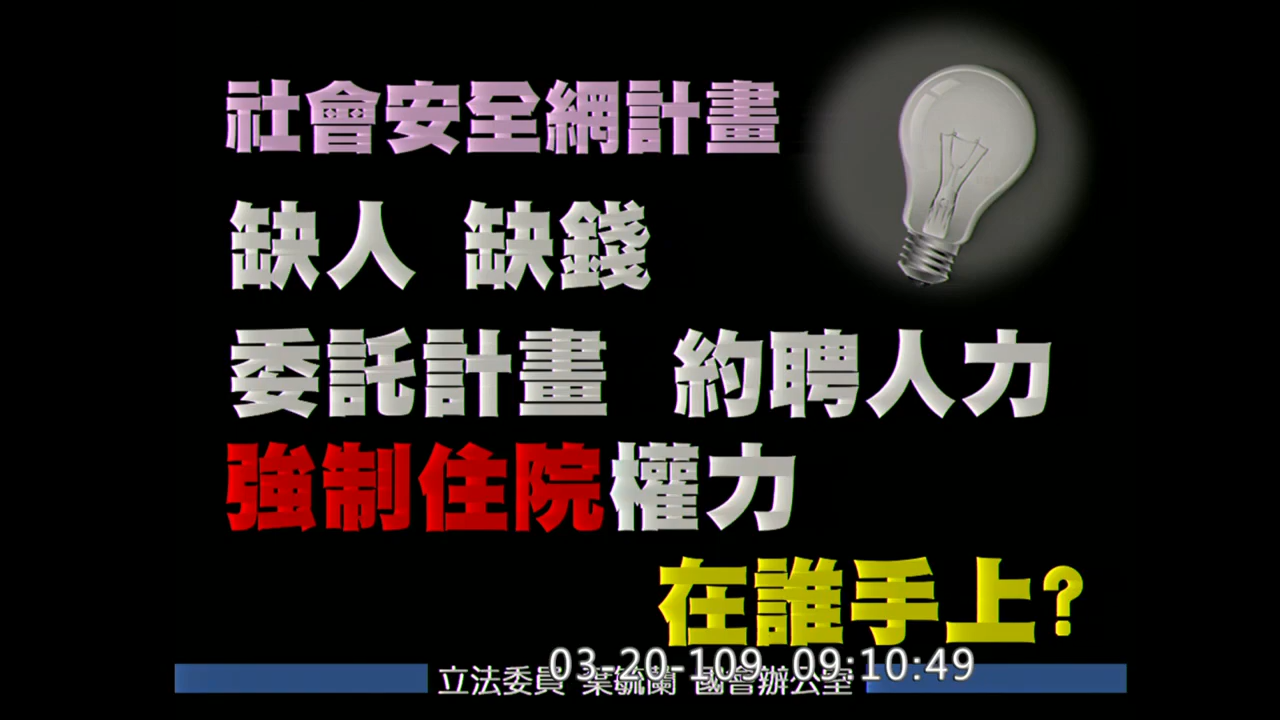 社會安全網計畫
缺人 缺錢
委託計畫 約聘人力
強制住院權力
在誰手上?
03-20-109 09:10:49
立法委員 葉毓蘭 國會辦公室